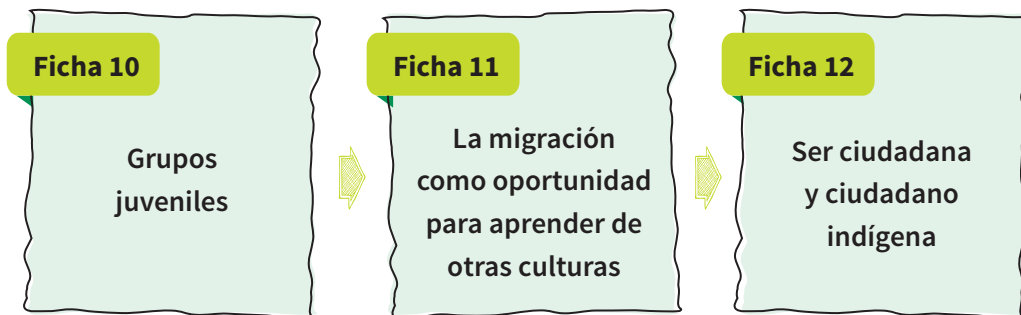 Ficha 10
Grupos
juveniles
Ficha 11
La migración
como oportunidad
para aprender de
otras culturas
Ficha 12
Ser ciudadana
y ciudadano
indígena